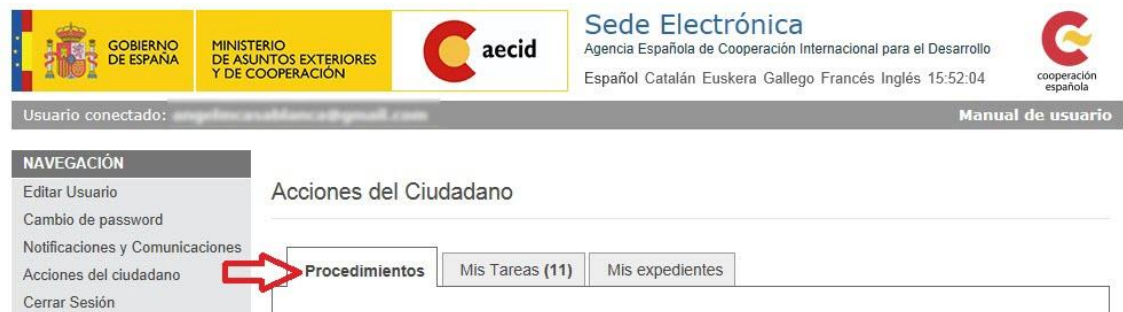 GOBIERNO
DE ESPAÑA
MINISTERIO
DE ASUNTOS EXTERIORES
Y DE COOPERACIÓN
aecid
Sede Electrónica
Agencia Española de Cooperación Internacional para el Desarrollo
Español Catalán Euskera Gallego Francés Inglés 15:52:04
cooperación
española
Usuario conectado:
Manual de usuario
NAVEGACIÓN
Editar Usuario
Cambio de password
Notificaciones y Comunicaciones
Acciones del ciudadano
Cerrar Sesión
Acciones del Ciudadano
Procedimientos Mis Tareas (11) Mis expedientes